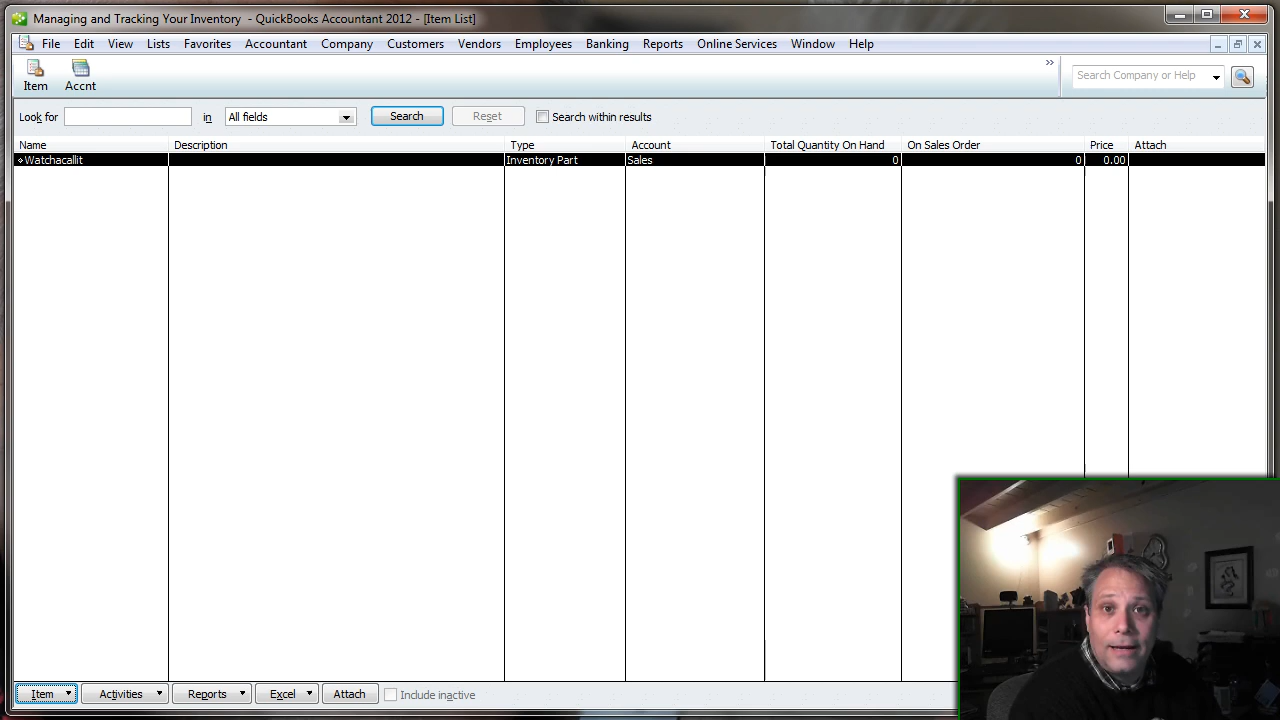 Managing and Tracking Your Inventory - QuickBooks Accountant 2012 - [Item List]
File Edit View Lists Favorites Accountant Company Customers Vendors Employees Banking Reports Online Services Window Help
Item Accnt
Search Company or Help
Look for in All fields Search Reset Search within results
Name Description Type Account Total Quantity On Hand On Sales Order Price Attach
Watchacallit Inventory Part Sales 0 0 0.00
Item Activities Reports Excel Attach Include inactive